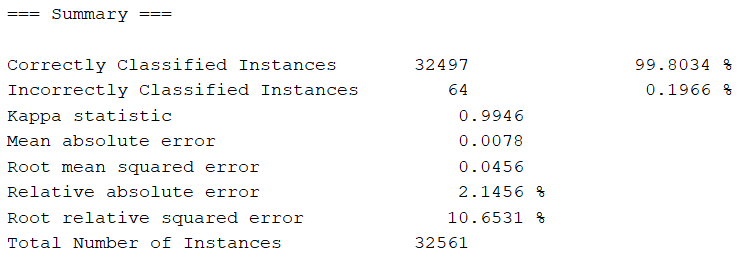 === Summary ===
Correctly Classified Instances 32497 99.8034 %
Incorrectly Classified Instances 64 0.1966 %
Kappa statistic 0.9946
Mean absolute error 0.0078
Root mean squared error 0.0456
Relative absolute error 2.1456 %
Root relative squared error 10.6531 %
Total Number of Instances 32561